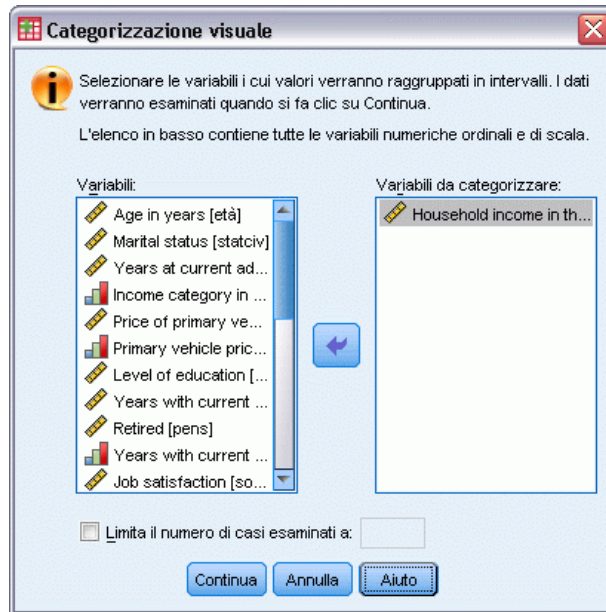 Categorizzazione visuale
Selezionare le variabili i cui valori verranno raggruppati in intervalli. I dati
verranno esaminati quando si fa clic su Continua.
L'elenco in basso contiene tutte le variabili numeriche ordinali e di scala.
Variabili:
Age in years [età]
Marital status [statciv]
Years at current ad...
Income category in ...
Price of primary ve...
Primary vehicle pric...
Level of education [...
Years with current ...
Retired [pens]
Years with current ...
Job satisfaction [so...
Variabili da categorizzare:
Household income in th...
Limita il numero di casi esaminati a:
Continua
Annulla
Aiuto